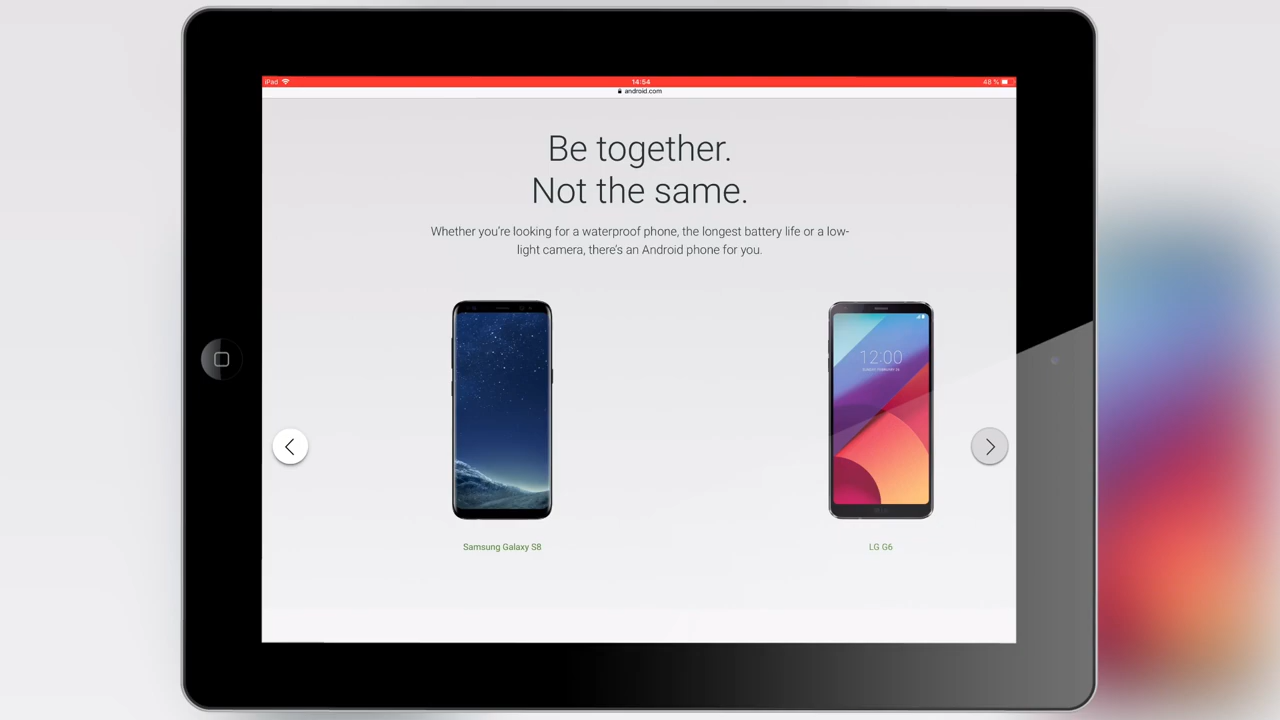 iPad
14:54
48 %
android.com
Be together.
Not the same.
Whether you're looking for a waterproof phone, the longest battery life or a low-
light camera, there's an Android phone for you.
12:00
Samsung Galaxy S8
LG G6